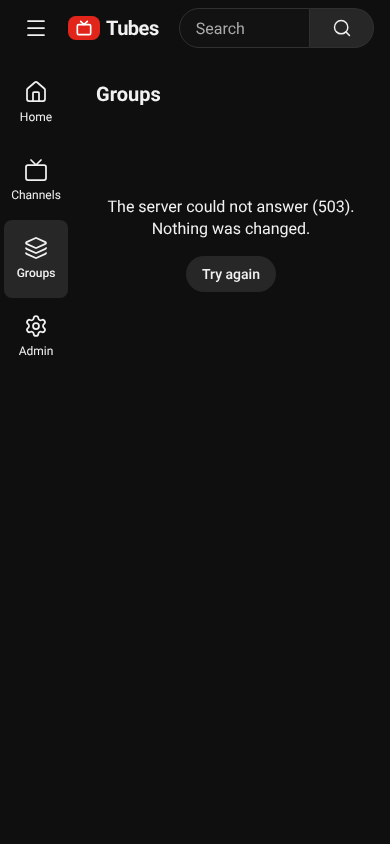 Tubes
Search
Home
Channels
Groups
Admin
Groups
The server could not answer (503).
Nothing was changed.
Try again